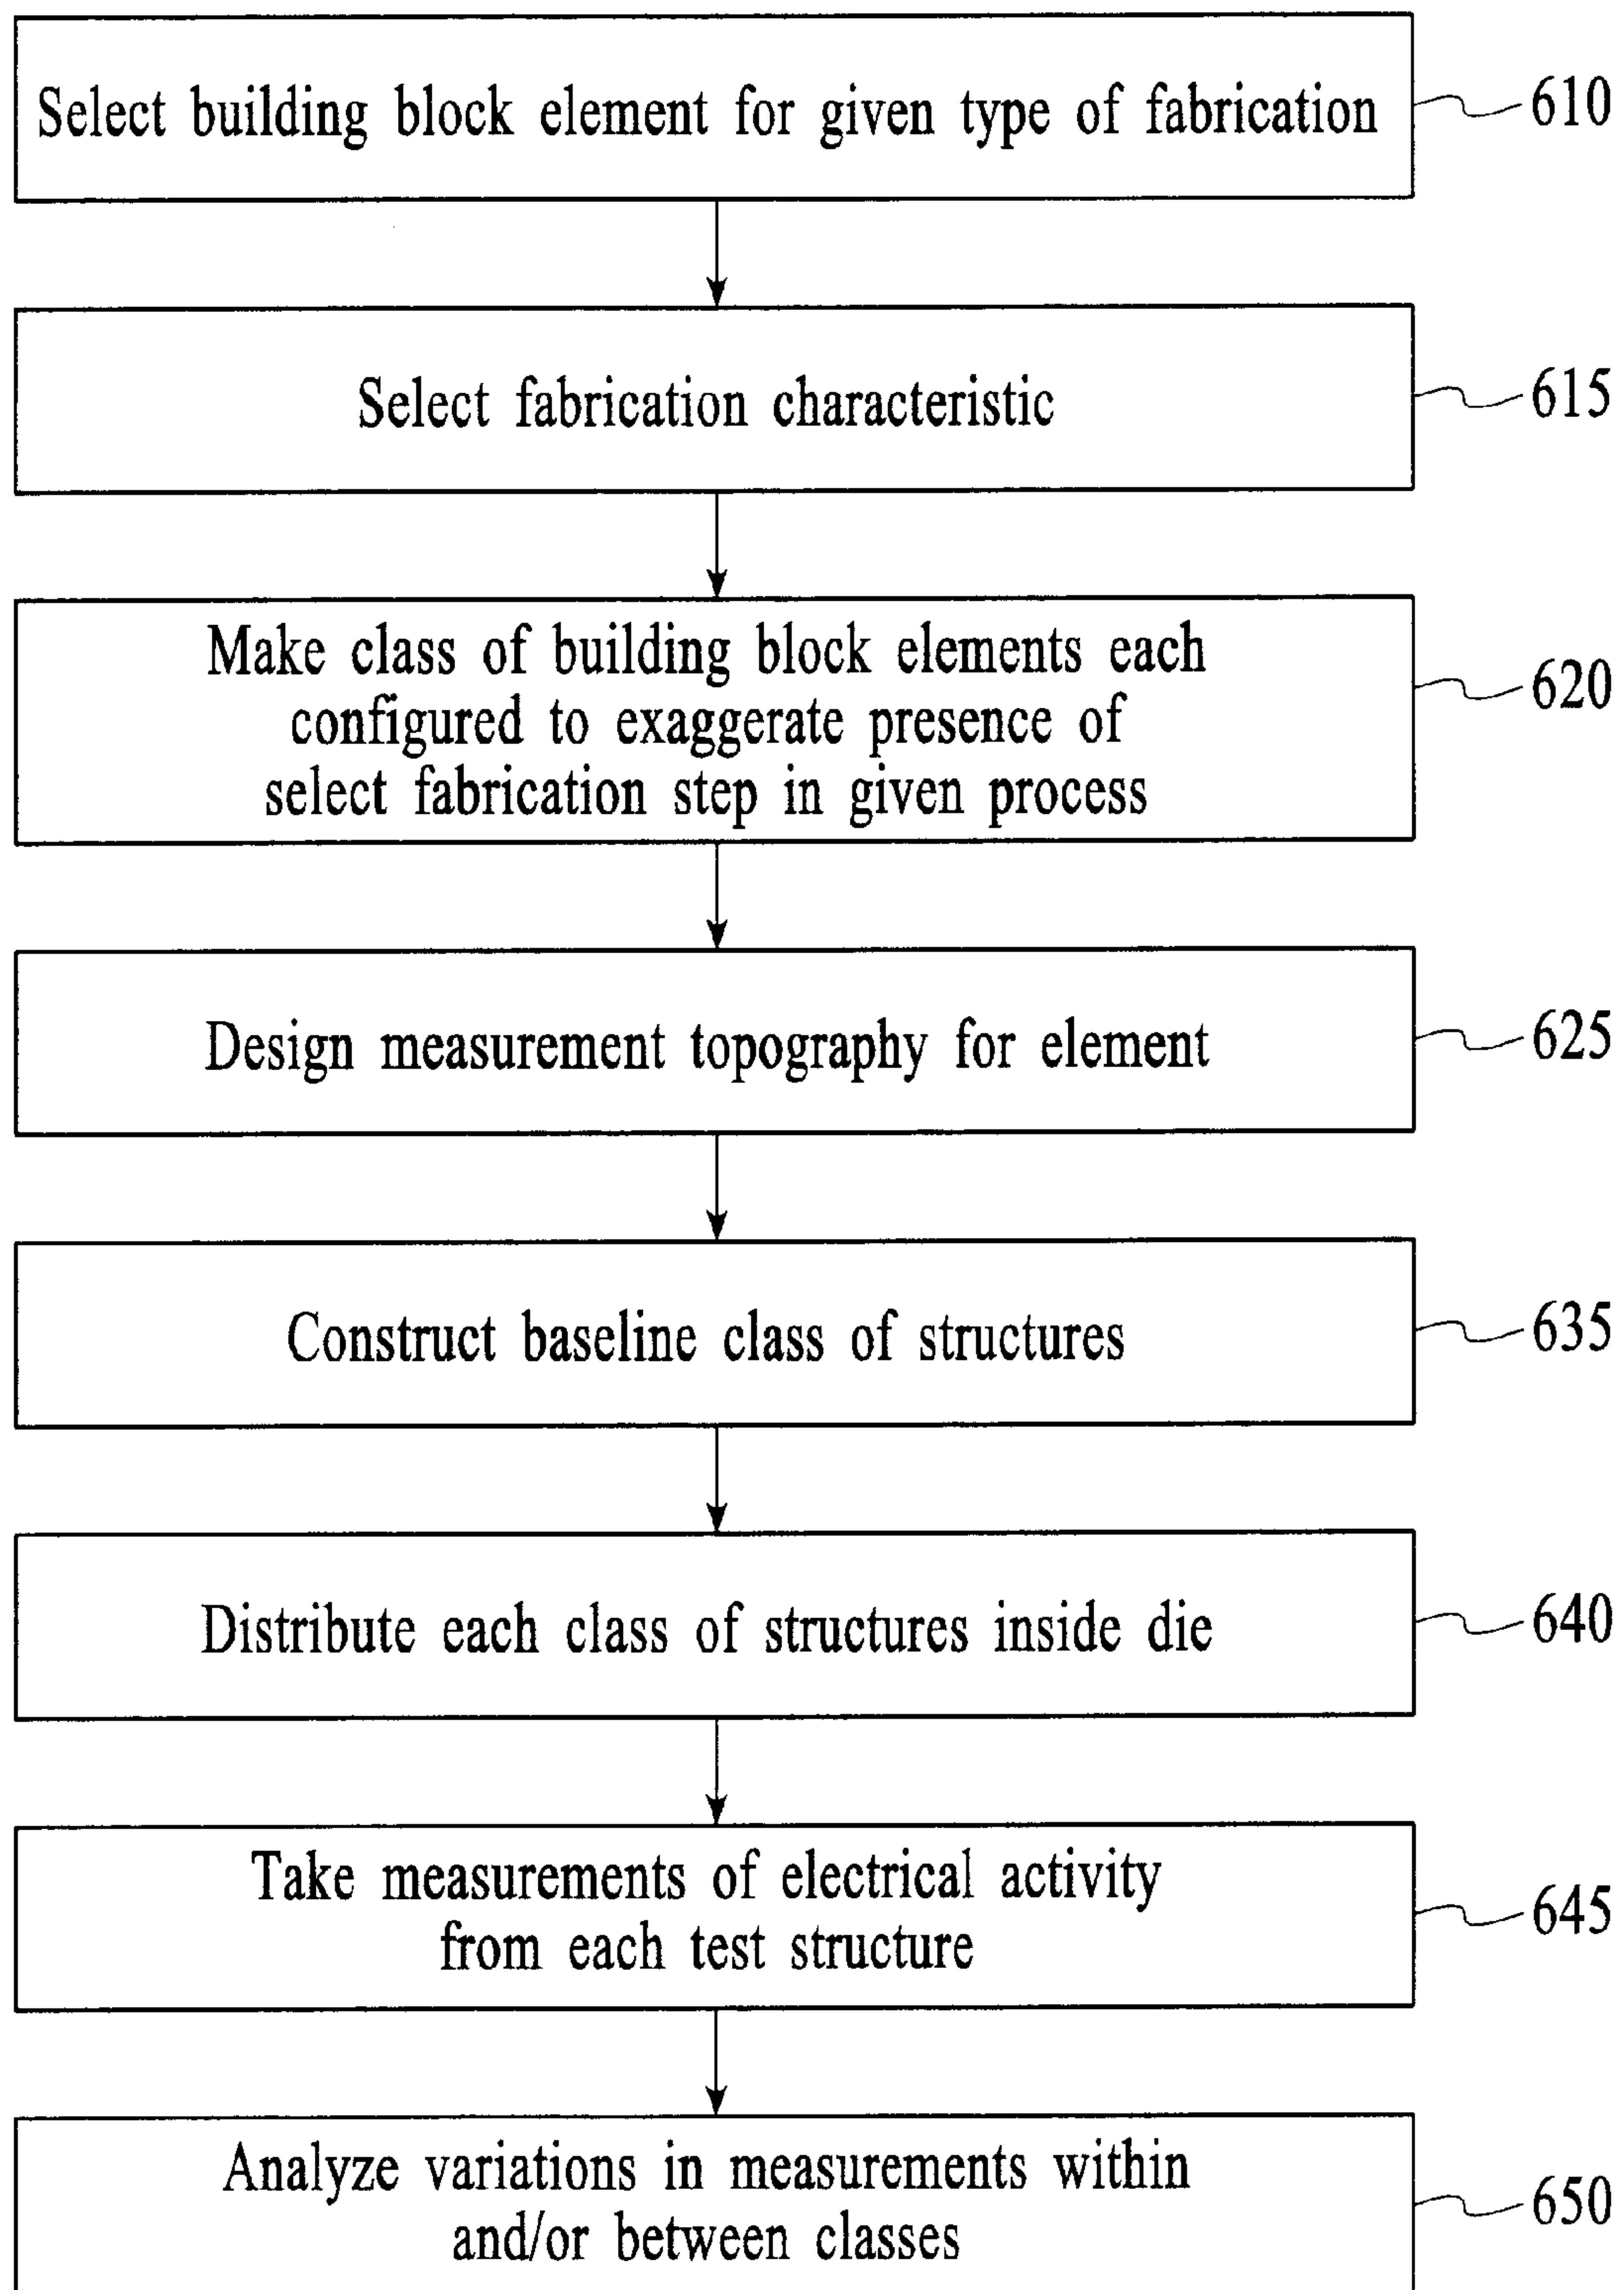 Select building block element for given type of fabrication
610
Select fabrication characteristic
615
Make class of building block elements each
configured to exaggerate presence of
select fabrication step in given process
620
Design measurement topography for element
625
Construct baseline class of structures
635
Distribute each class of structures inside die
640
Take measurements of electrical activity
from each test structure
645
Analyze variations in measurements within
and/or between classes
650